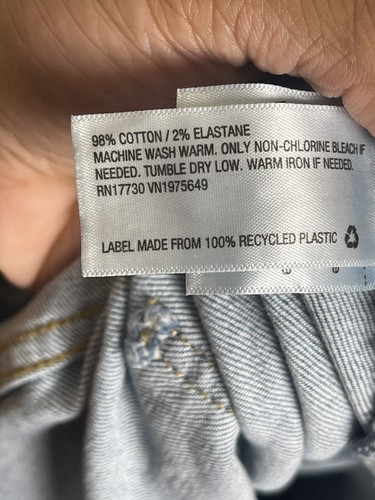 98% COTTON / 2% ELASTANE
MACHINE WASH WARM. ONLY NON-CHLORINE BLEACH IF
NEEDED. TUMBLE DRY LOW. WARM IRON IF NEEDED.
RN17730 VN1975649
LABEL MADE FROM 100% RECYCLED PLASTIC